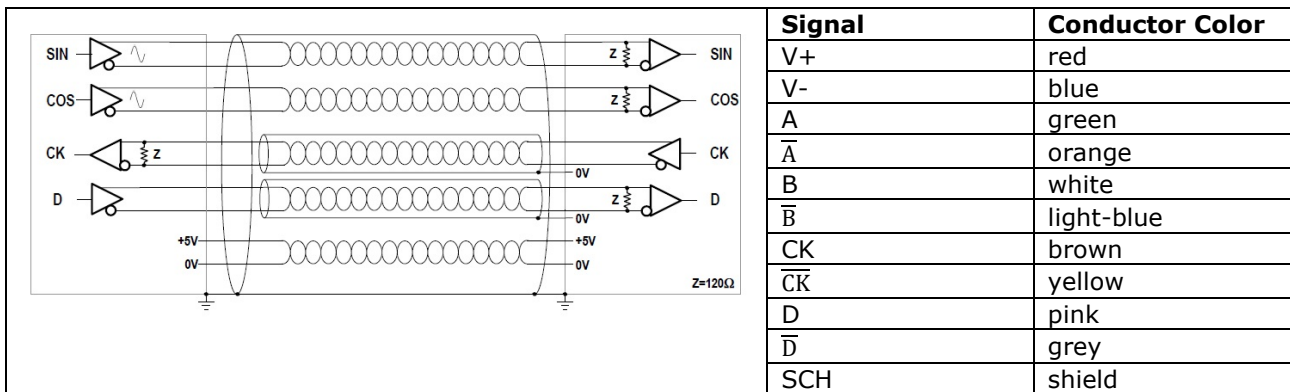 SIN Z SIN
COS Z COS
CK Z CK
0V
D Z D
0V
+5V +5V
0V 0V
Z=120Ω
Signal Conductor Color
V+ red
V- blue
A green
A̅ orange
B white
B̅ light-blue
CK brown
C̅K̅ yellow
D pink
D̅ grey
SCH shield